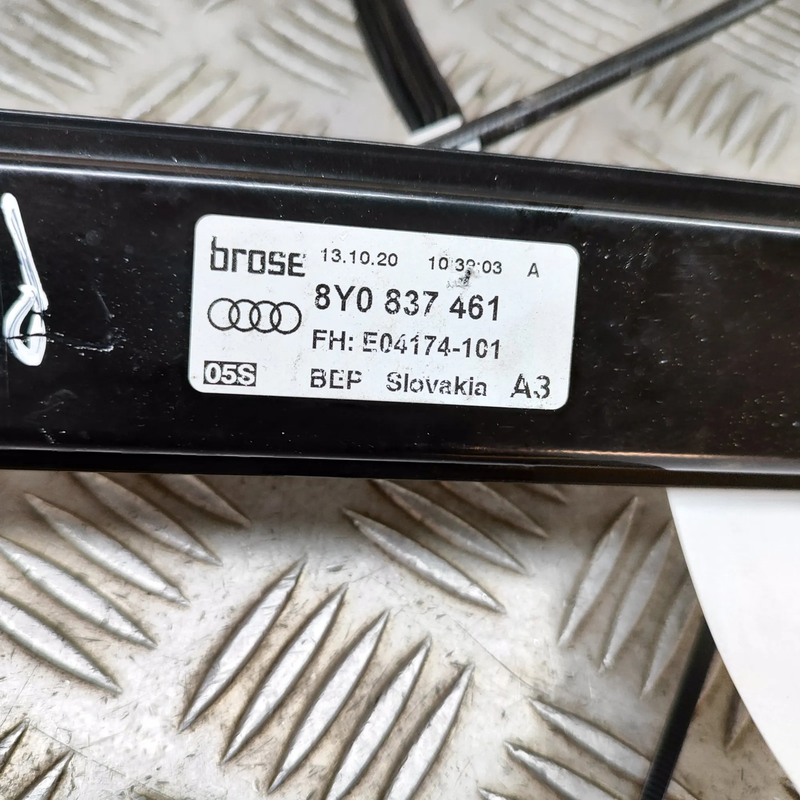 brose 13.10.20 10:39:03 A
8Y0 837 461
FH: E04174-101
05S BEP Slovakia A3